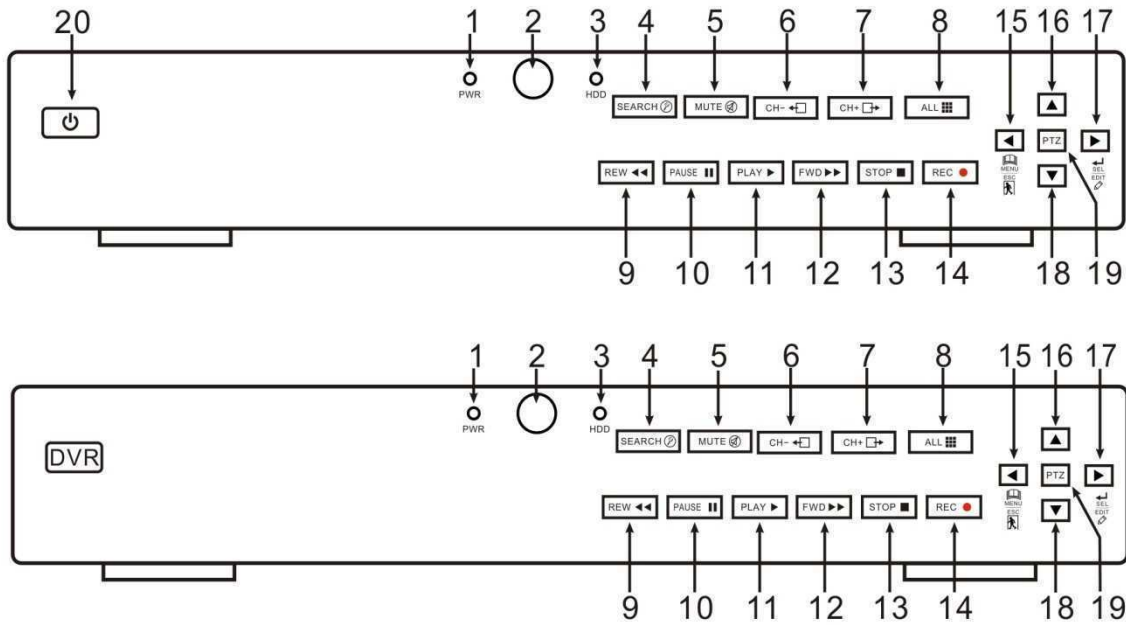 20 1 2 3 4 5 6 7 8 15 16 17
PWR HDD
SEARCH MUTE CH- CH+ ALL
PTZ
MENU
ESC
SEL
EDIT
REW PAUSE PLAY FWD STOP REC
9 10 11 12 13 14 18 19
1 2 3 4 5 6 7 8 15 16 17
PWR HDD
SEARCH MUTE CH- CH+ ALL
DVR
PTZ
MENU
ESC
SEL
EDIT
REW PAUSE PLAY FWD STOP REC
9 10 11 12 13 14 18 19